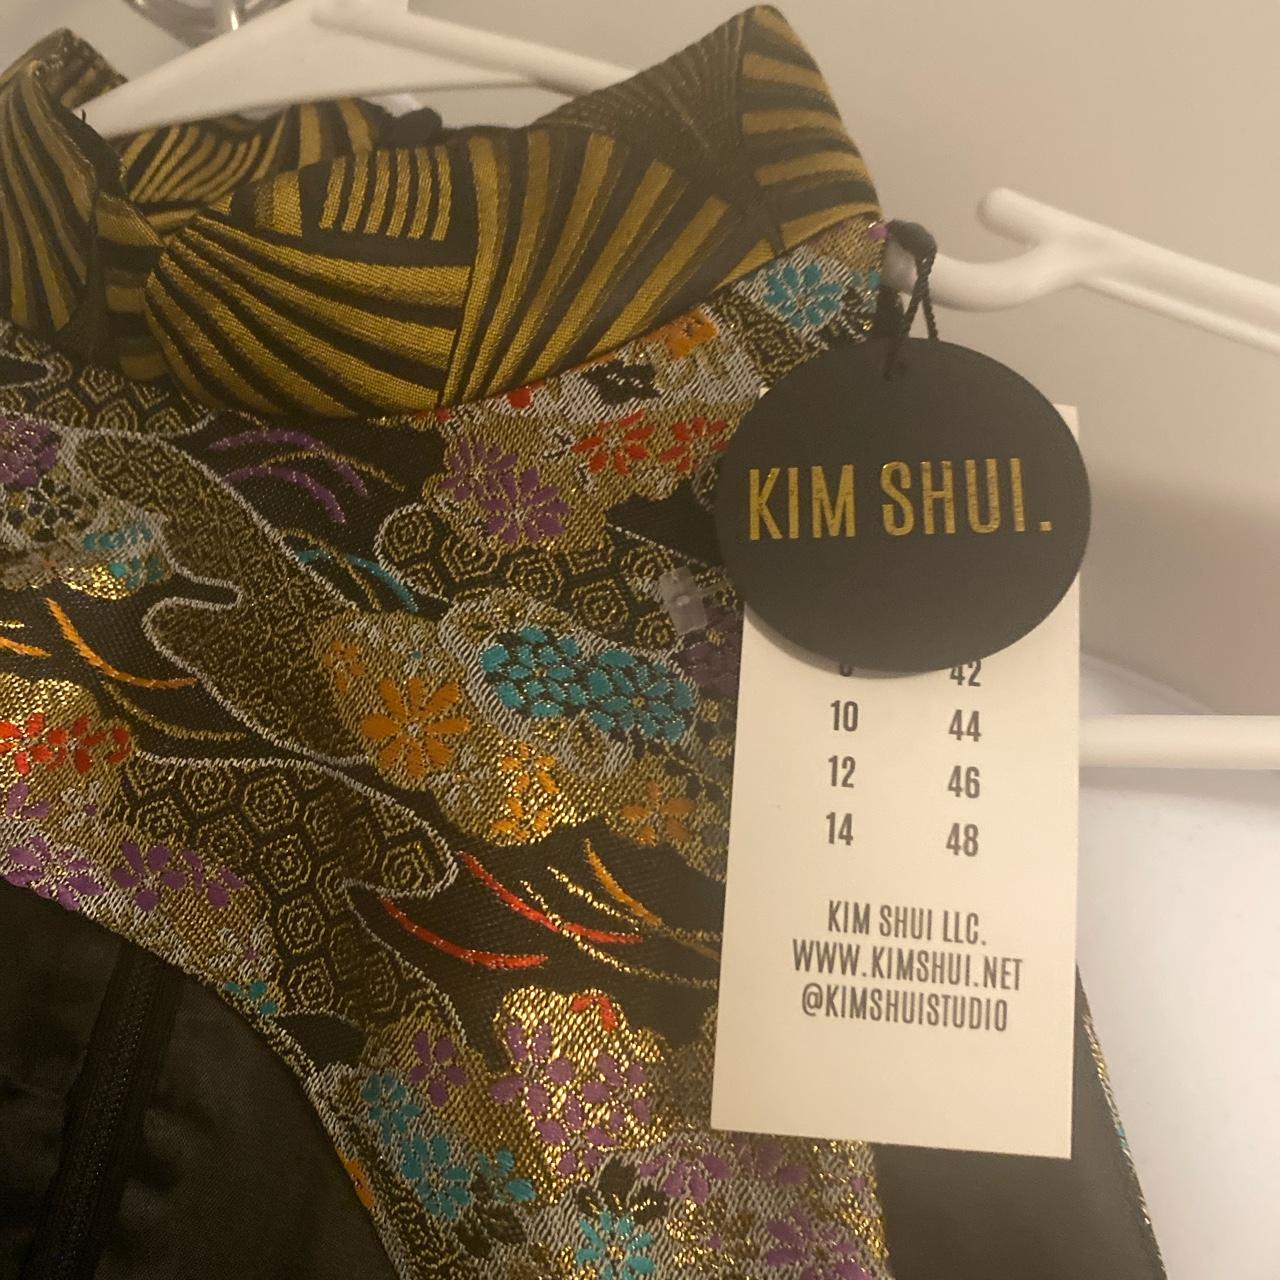 KIM SHUI.
42
10 44
12 46
14 48
KIM SHUI LLC.
WWW.KIMSHUI.NET
@KIMSHUISTUDIO